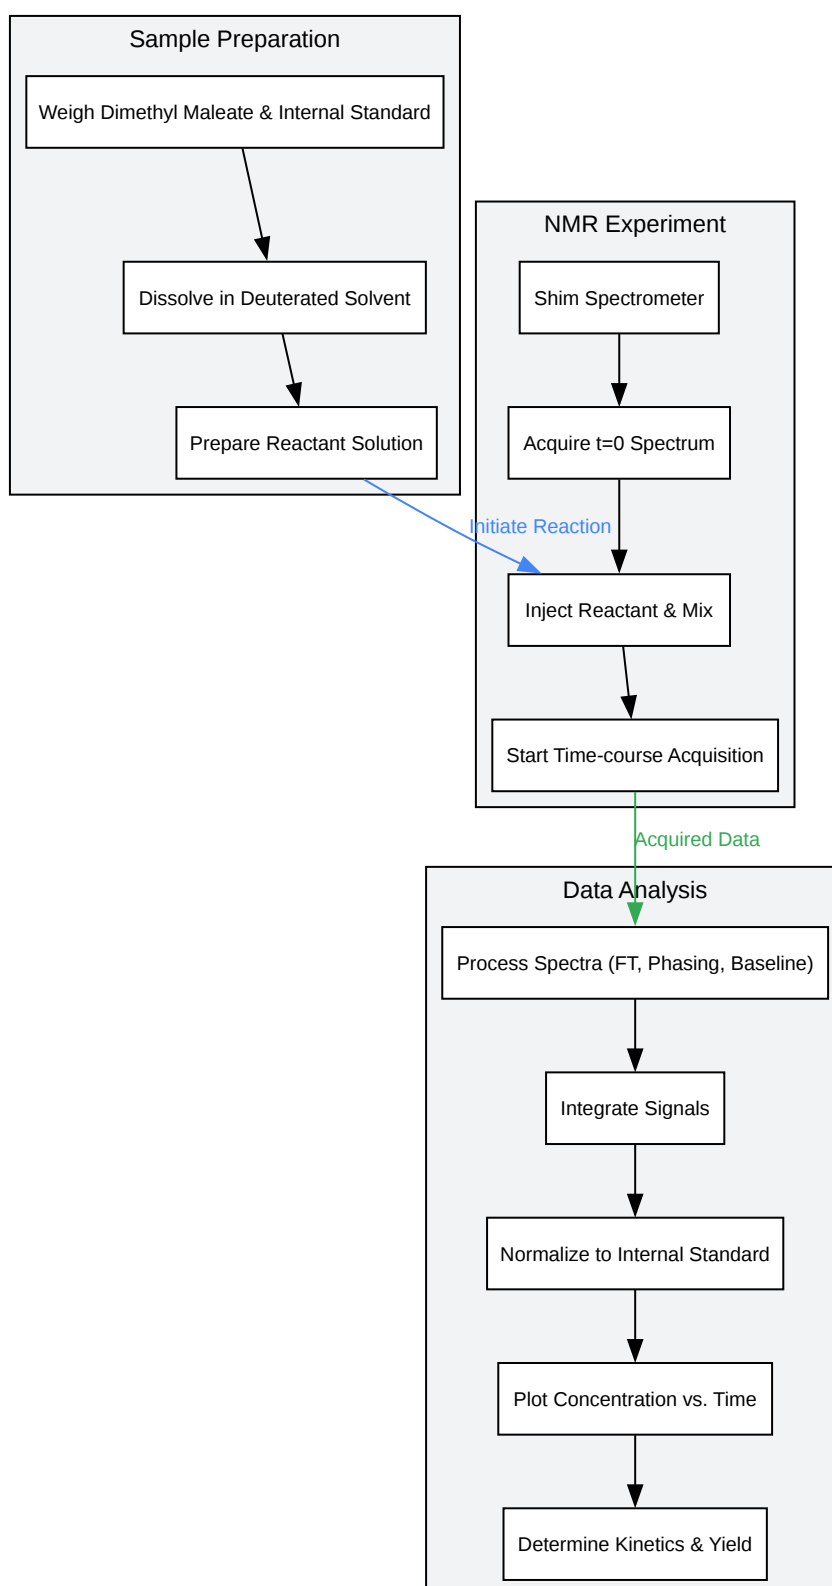 Sample Preparation
Weigh Dimethyl Maleate & Internal Standard
Dissolve in Deuterated Solvent
Prepare Reactant Solution
NMR Experiment
Shim Spectrometer
Acquire t=0 Spectrum
Initiate Reaction
Inject Reactant & Mix
Start Time-course Acquisition
Acquired Data
Data Analysis
Process Spectra (FT, Phasing, Baseline)
Integrate Signals
Normalize to Internal Standard
Plot Concentration vs. Time
Determine Kinetics & Yield